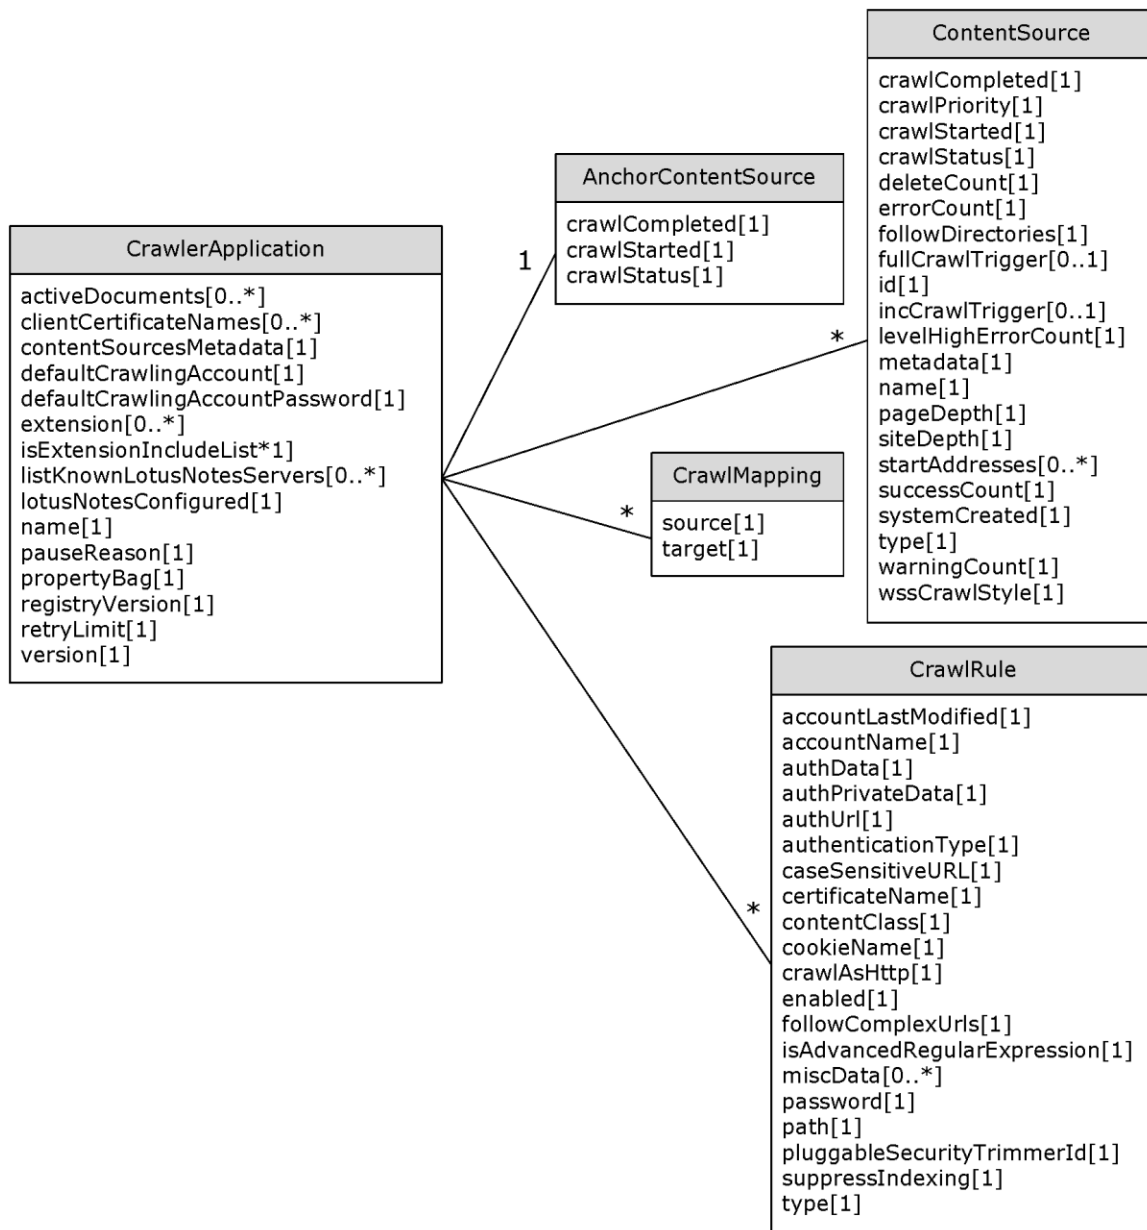 CrawlerApplication
activeDocuments[0..*]
clientCertificateNames[0..*]
contentSourcesMetadata[1]
defaultCrawlingAccount[1]
defaultCrawlingAccountPassword[1]
extension[0..*]
isExtensionIncludeList*1]
listKnownLotusNotesServers[0..*]
lotusNotesConfigured[1]
name[1]
pauseReason[1]
propertyBag[1]
registryVersion[1]
retryLimit[1]
version[1]
1
AnchorContentSource
crawlCompleted[1]
crawlStarted[1]
crawlStatus[1]
*
ContentSource
crawlCompleted[1]
crawlPriority[1]
crawlStarted[1]
crawlStatus[1]
deleteCount[1]
errorCount[1]
followDirectories[1]
fullCrawlTrigger[0..1]
id[1]
incCrawlTrigger[0..1]
levelHighErrorCount[1]
metadata[1]
name[1]
pageDepth[1]
siteDepth[1]
startAddresses[0..*]
successCount[1]
systemCreated[1]
type[1]
warningCount[1]
wssCrawlStyle[1]
*
CrawlMapping
source[1]
target[1]
*
CrawlRule
accountLastModified[1]
accountName[1]
authData[1]
authPrivateData[1]
authUrl[1]
authenticationType[1]
caseSensitiveURL[1]
certificateName[1]
contentClass[1]
cookieName[1]
crawlAsHttp[1]
enabled[1]
followComplexUrls[1]
isAdvancedRegularExpression[1]
miscData[0..*]
password[1]
path[1]
pluggableSecurityTrimmerId[1]
suppressIndexing[1]
type[1]